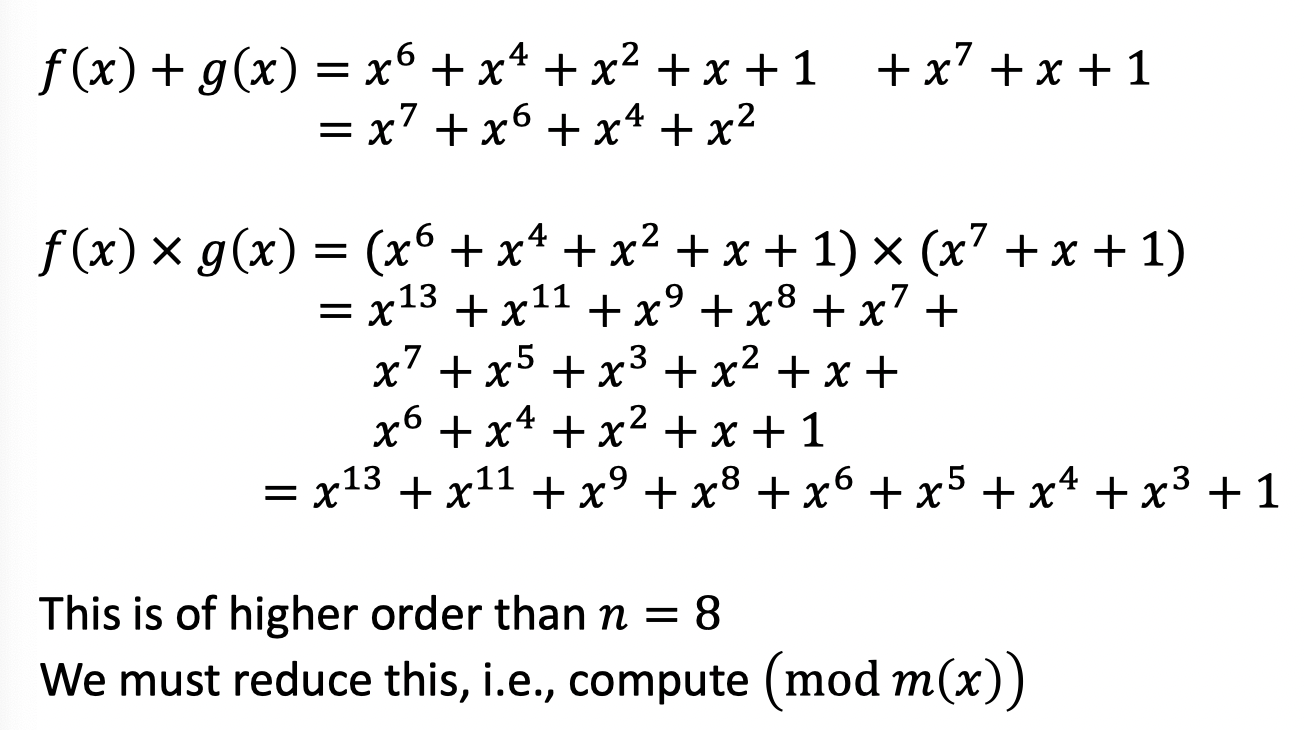 f(x) + g(x) = x⁶ + x⁴ + x² + x + 1 + x⁷ + x + 1
= x⁷ + x⁶ + x⁴ + x²
f(x) × g(x) = (x⁶ + x⁴ + x² + x + 1) × (x⁷ + x + 1)
= x¹³ + x¹¹ + x⁹ + x⁸ + x⁷ +
x⁷ + x⁵ + x³ + x² + x +
x⁶ + x⁴ + x² + x + 1
= x¹³ + x¹¹ + x⁹ + x⁸ + x⁶ + x⁵ + x⁴ + x³ + 1
This is of higher order than n = 8
We must reduce this, i.e., compute (mod m(x))